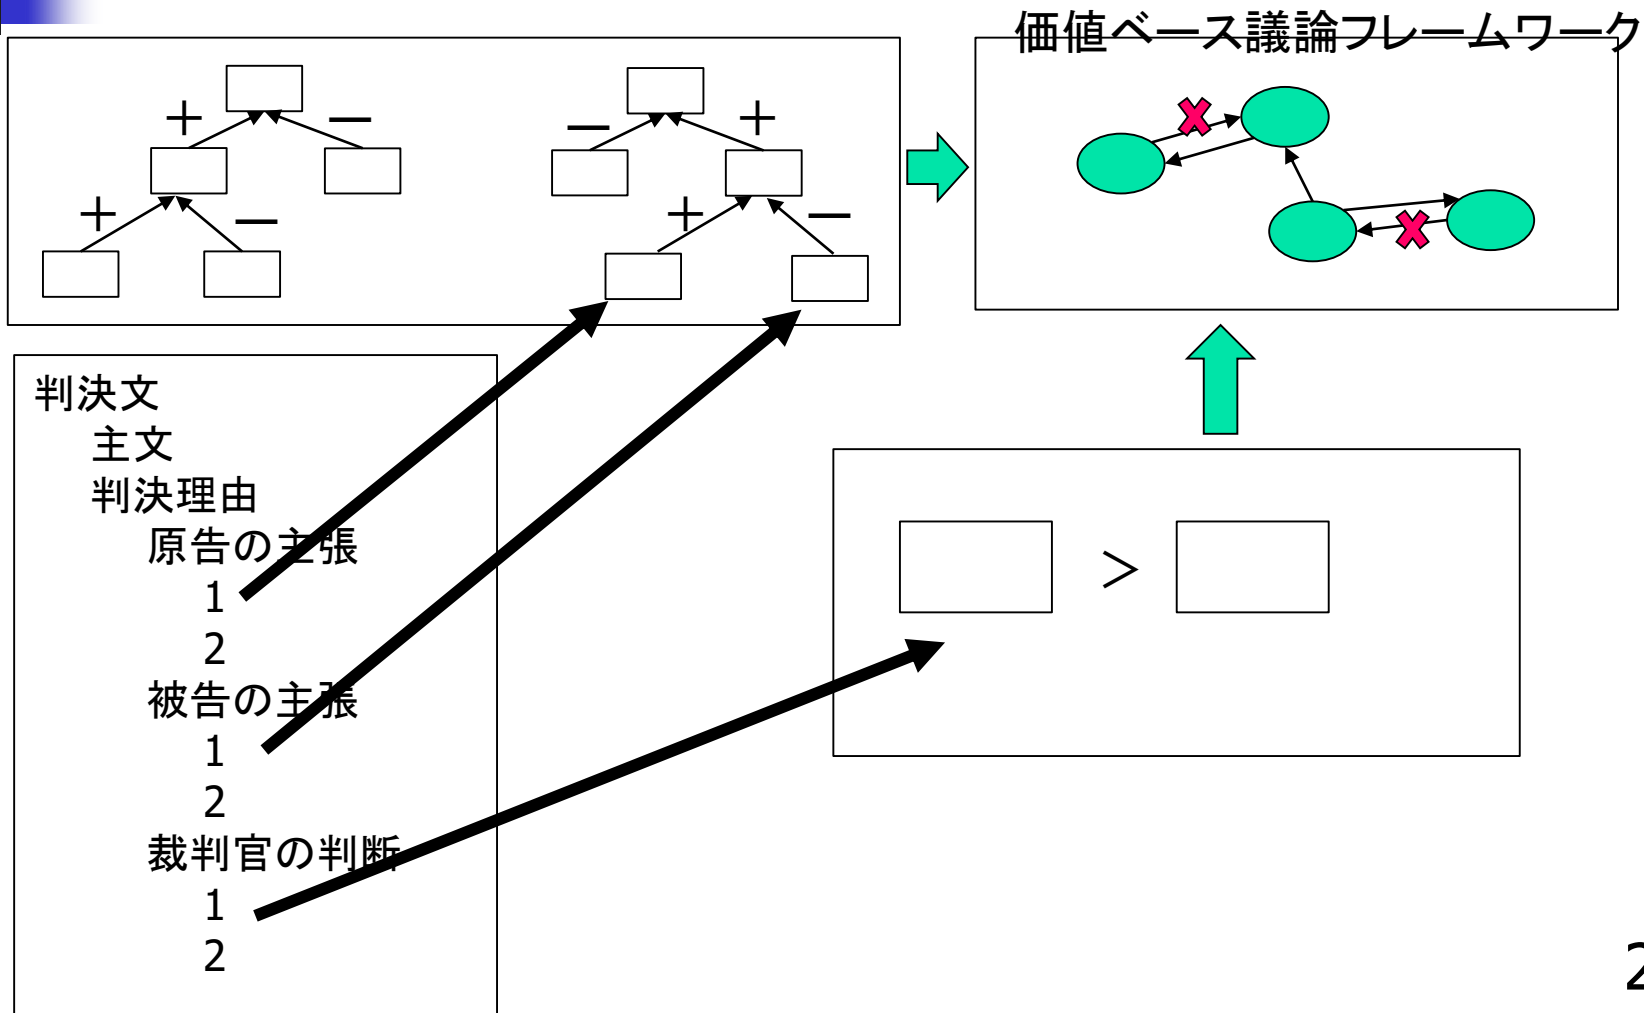 価値ベース議論フレームワーク
＋ － － ＋
＋ － ＋ －
判決文
主文
判決理由
原告の主張
1
2
被告の主張
1
2
裁判官の判断
1
2
＞
2